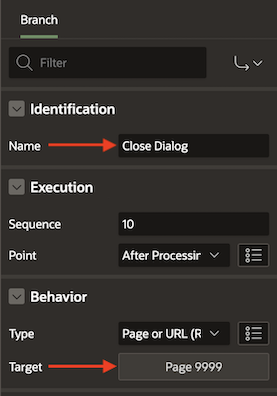 Branch
Filter
Identification
Name Close Dialog
Execution
Sequence 10
Point After Processin
Behavior
Type Page or URL (R
Target Page 9999